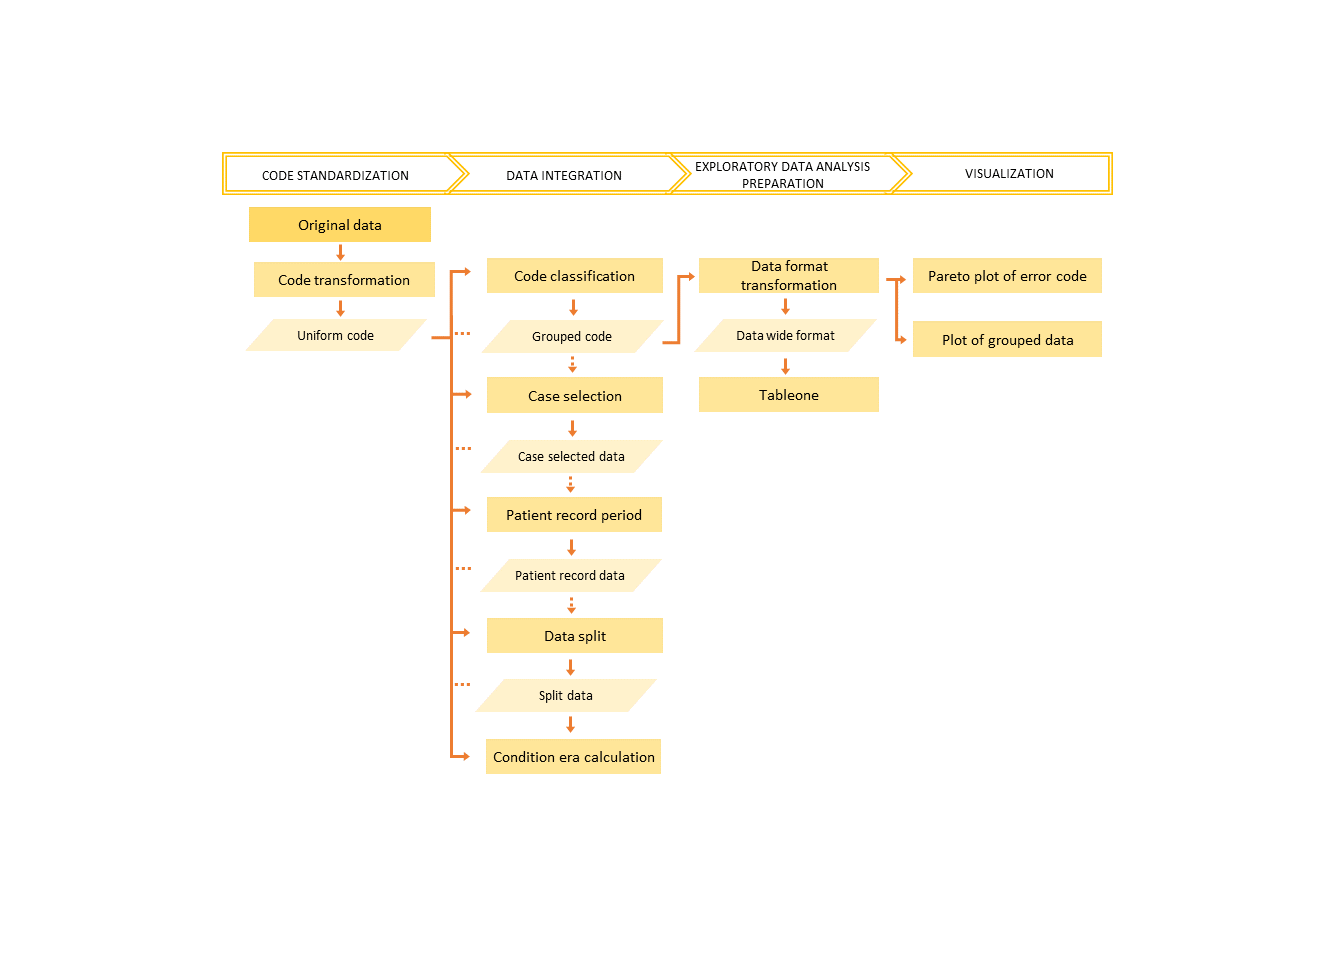 CODE STANDARDIZATION
DATA INTEGRATION
EXPLORATORY DATA ANALYSIS
PREPARATION
VISUALIZATION
Original data
Code transformation
Uniform code
Code classification
Grouped code
Case selection
Case selected data
Patient record period
Patient record data
Data split
Split data
Condition era calculation
Data format
transformation
Data wide format
Tableone
Pareto plot of error code
Plot of grouped data